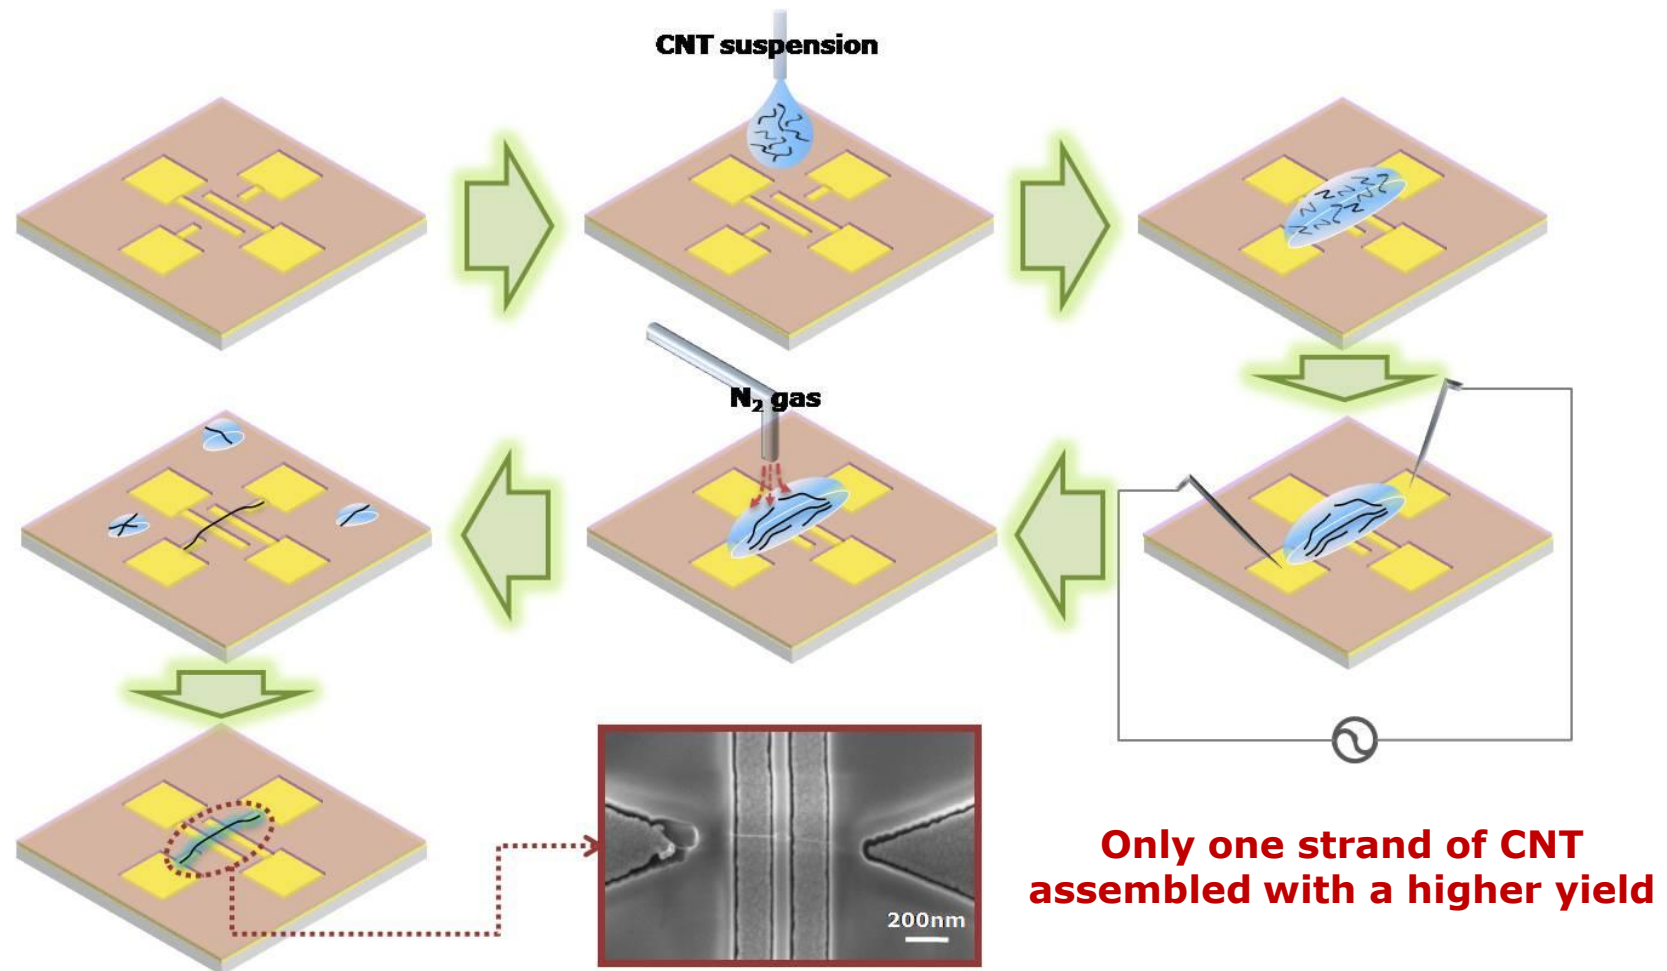 CNT suspension
N₂ gas
200nm
Only one strand of CNT
assembled with a higher yield